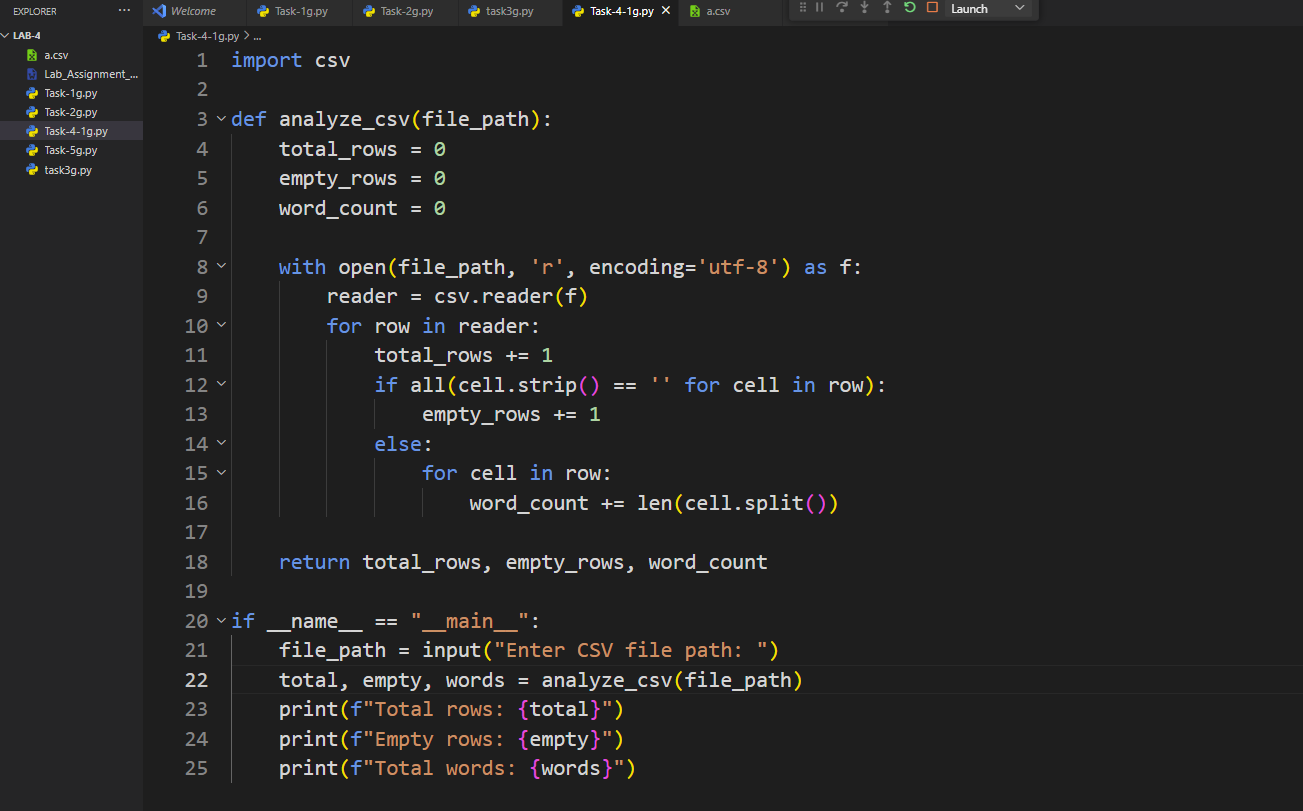 EXPLORER ...
Welcome Task-1g.py Task-2g.py task3g.py Task-4-1g.py a.csv Launch
LAB-4
a.csv
Lab_Assignment_...
Task-1g.py
Task-2g.py
Task-4-1g.py
Task-5g.py
task3g.py
Task-4-1g.py > ...
1 import csv
2
3 def analyze_csv(file_path):
4     total_rows = 0
5     empty_rows = 0
6     word_count = 0
7
8     with open(file_path, 'r', encoding='utf-8') as f:
9         reader = csv.reader(f)
10         for row in reader:
11             total_rows += 1
12             if all(cell.strip() == '' for cell in row):
13                 empty_rows += 1
14             else:
15                 for cell in row:
16                     word_count += len(cell.split())
17
18     return total_rows, empty_rows, word_count
19
20 if __name__ == "__main__":
21     file_path = input("Enter CSV file path: ")
22     total, empty, words = analyze_csv(file_path)
23     print(f"Total rows: {total}")
24     print(f"Empty rows: {empty}")
25     print(f"Total words: {words}")